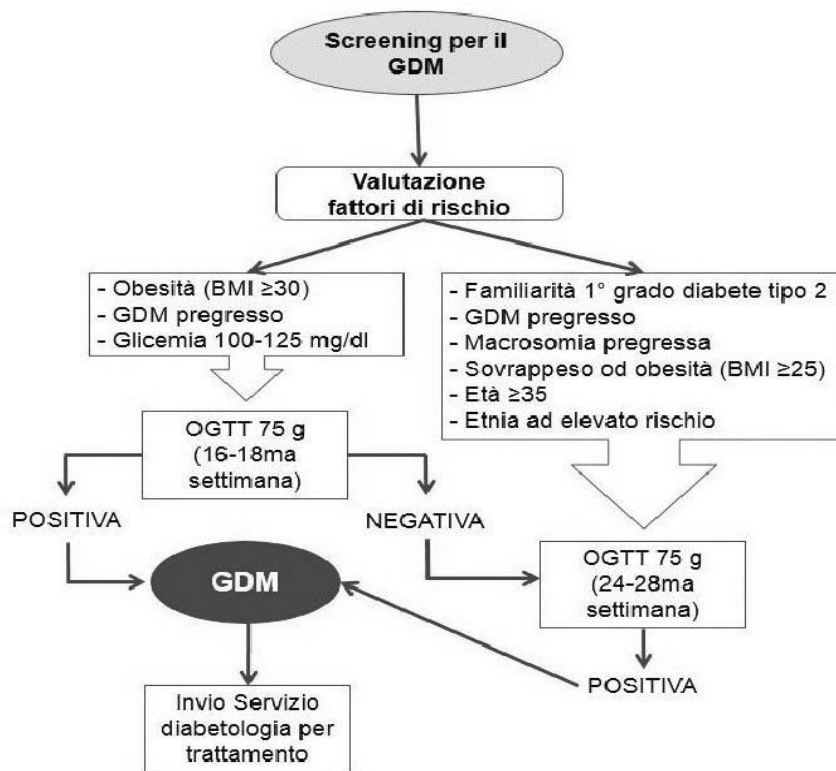 Screening per il
GDM
Valutazione
fattori di rischio
- Obesità (BMI ≥30)
- GDM pregresso
- Glicemia 100-125 mg/dl
- Familiarità 1° grado diabete tipo 2
- GDM pregresso
- Macrosomia pregressa
- Sovrappeso od obesità (BMI ≥25)
- Età ≥35
- Etnia ad elevato rischio
OGTT 75 g
(16-18ma
settimana)
POSITIVA
NEGATIVA
GDM
OGTT 75 g
(24-28ma
settimana)
POSITIVA
Invio Servizio
diabetologia per
trattamento